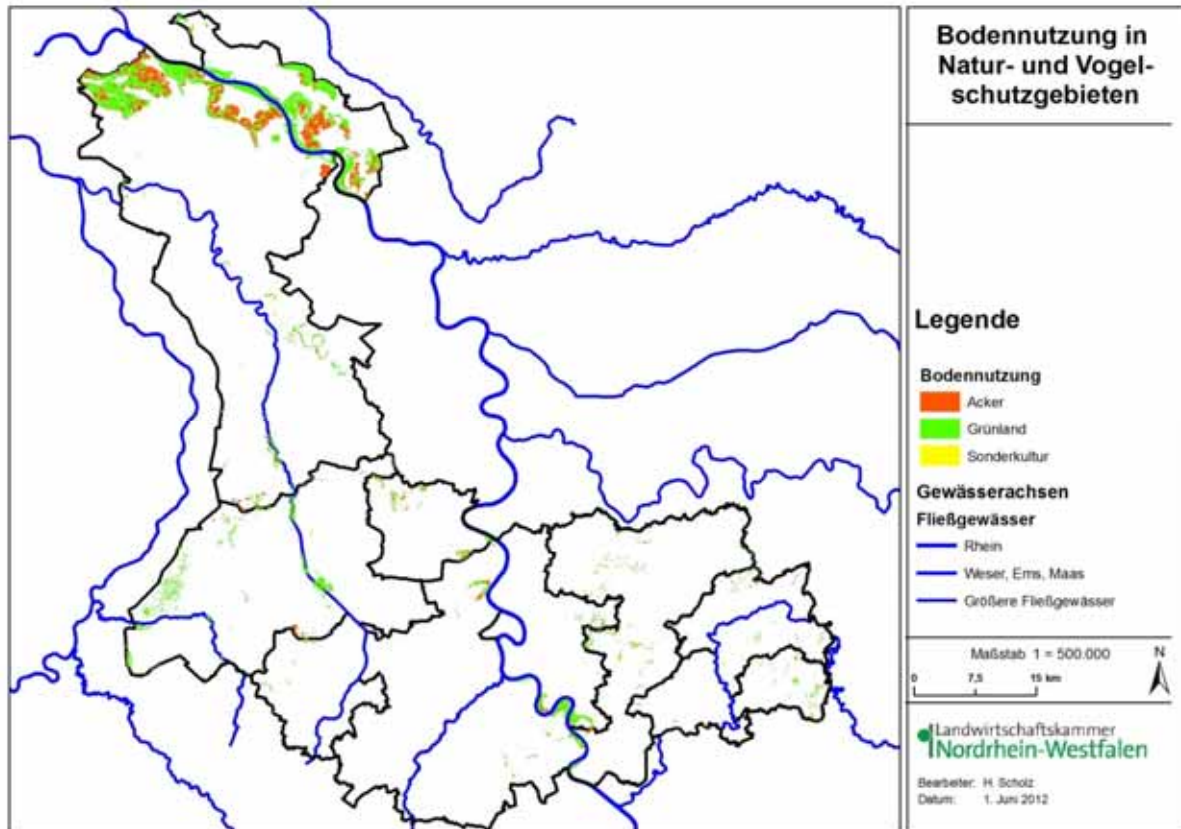 Bodennutzung in
Natur- und Vogel-
schutzgebieten
Legende
Bodennutzung
Acker
Grünland
Sonderkultur
Gewässerachsen
Fließgewässer
Rhein
Weser, Ems, Maas
Größere Fließgewässer
Maßstab 1 = 500.000
N
0 7,5 15 km
Landwirtschaftskammer
Nordrhein-Westfalen
Bearbeiter: H. Scholz
Datum: 1. Juni 2012